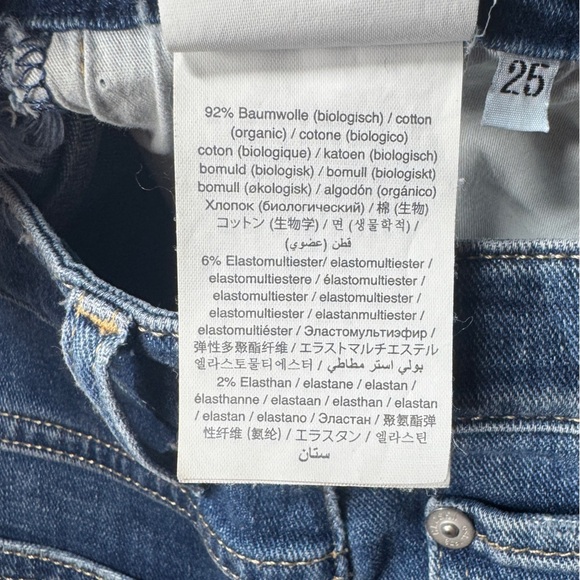 25
92% Baumwolle (biologisch) / cotton
(organic) / cotone (biologico)
coton (biologique) / katoen (biologisch)
bomuld (biologisk) / bomull (biologiskt)
bomull (økologisk) / algodón (orgánico)
Хлопок (биологический) / 棉 (生物)
コットン (生物学) / 면 (생물학적) /
قطن (عضوي)
6% Elastomultiester/ elastomultiester /
elastomultiestere / élastomultiester /
elastomultiester / elastomultiester /
elastomultiester / elastanmultiester /
elastomultiéster / Эластомультиэфир /
弹性多聚酯纤维 / エラストマルチエステル
엘라스토물티에스터 / بولي استر مطاطي /
2% Elasthan / elastane / elastan /
élasthanne / elastaan / elasthan / elastan
/ elastan / elastano / Эластан / 聚氨酯弹
性纤维 (氨纶) / エラスタン / 엘라스틴
ستان